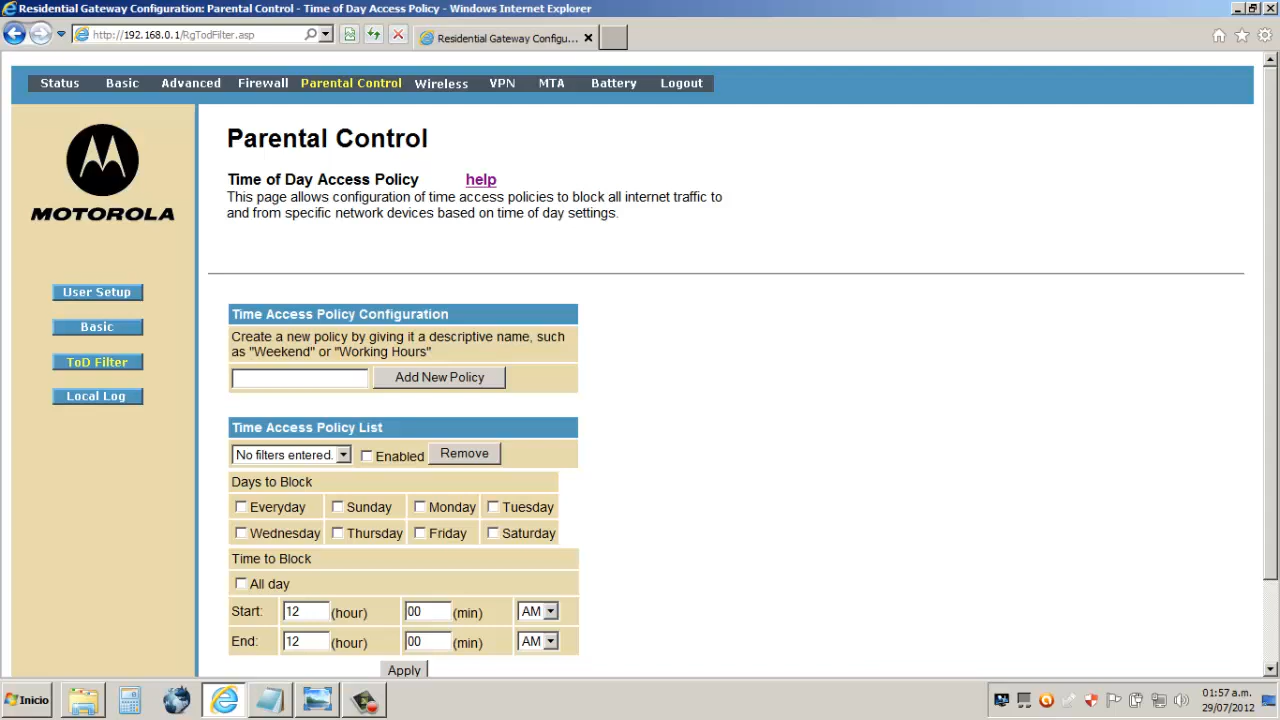 Residential Gateway Configuration: Parental Control - Time of Day Access Policy - Windows Internet Explorer
http://192.168.0.1/RgTodFilter.asp
Residential Gateway Configu...
Status Basic Advanced Firewall Parental Control Wireless VPN MTA Battery Logout
MOTOROLA
User Setup
Basic
ToD Filter
Local Log
Parental Control
Time of Day Access Policy help
This page allows configuration of time access policies to block all internet traffic to
and from specific network devices based on time of day settings.
Time Access Policy Configuration
Create a new policy by giving it a descriptive name, such
as "Weekend" or "Working Hours"
Add New Policy
Time Access Policy List
No filters entered. Enabled Remove
Days to Block
Everyday Sunday Monday Tuesday
Wednesday Thursday Friday Saturday
Time to Block
All day
Start: 12 (hour) 00 (min) AM
End: 12 (hour) 00 (min) AM
Apply
Inicio
01:57 a.m.
29/07/2012